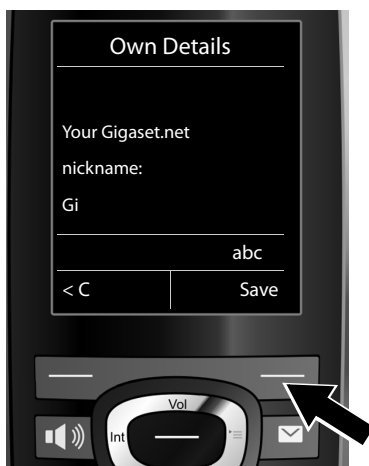 Own Details
Your Gigaset.net
nickname:
Gi
abc
< C Save
Vol
Int